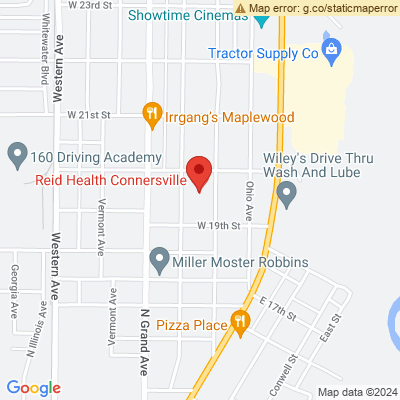 W 23rd St
Showtime Cinemas
Map error: g.co/staticmaperror
Whitewater Blvd
Western Ave
Tractor Supply Co
W 21st St
Irrgang's Maplewood
160 Driving Academy
Reid Health Connersville
Wiley's Drive Thru
Wash And Lube
Ohio Ave
Vermont Ave
W 19th St
Miller Moster Robbins
Western Ave
Georgia Ave
N Illinois Ave
Vermont Ave
N Grand Ave
E 17th St
East St
Pizza Place
Conwell St
Google
Map data ©2024